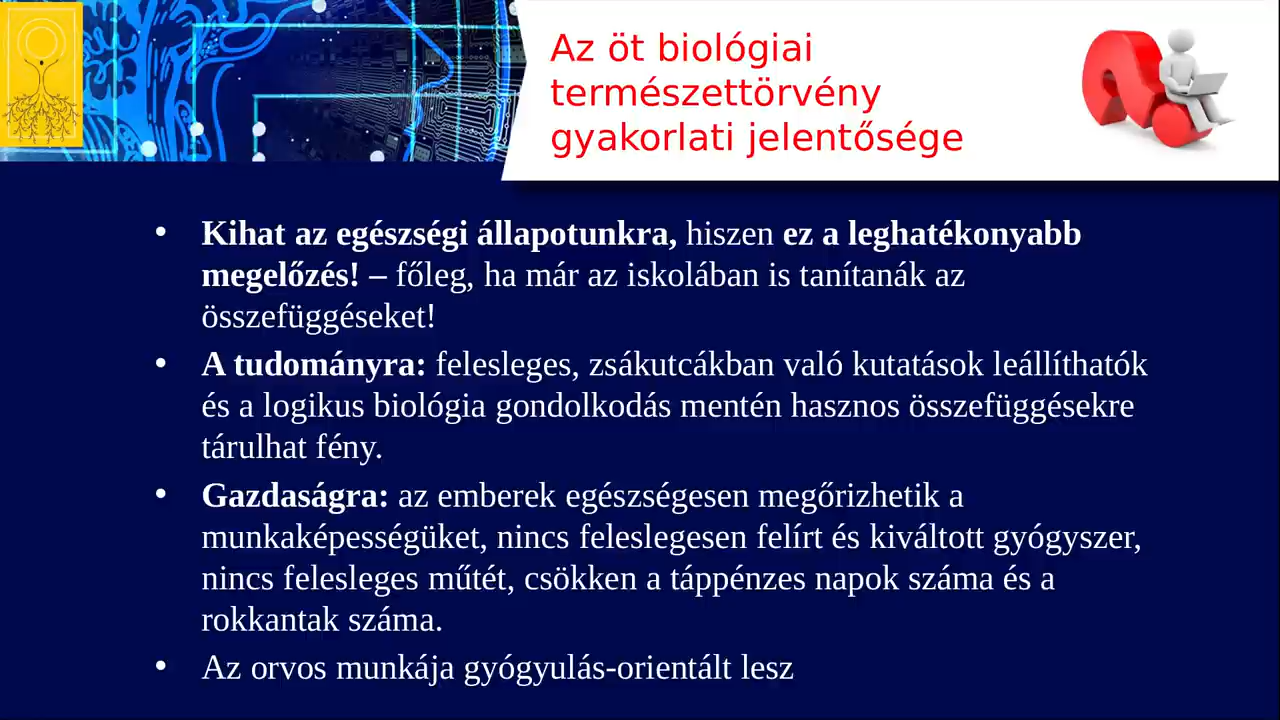 Az öt biológiai
természettörvény
gyakorlati jelentősége
• Kihat az egészségi állapotunkra, hiszen ez a leghatékonyabb
megelőzés! – főleg, ha már az iskolában is tanítanák az
összefüggéseket!
• A tudományra: felesleges, zsákutcákban való kutatások leállíthatók
és a logikus biológia gondolkodás mentén hasznos összefüggésekre
tárulhat fény.
• Gazdaságra: az emberek egészségesen megőrizhetik a
munkaképességüket, nincs feleslegesen felírt és kiváltott gyógyszer,
nincs felesleges műtét, csökken a táppénzes napok száma és a
rokkantak száma.
• Az orvos munkája gyógyulás-orientált lesz